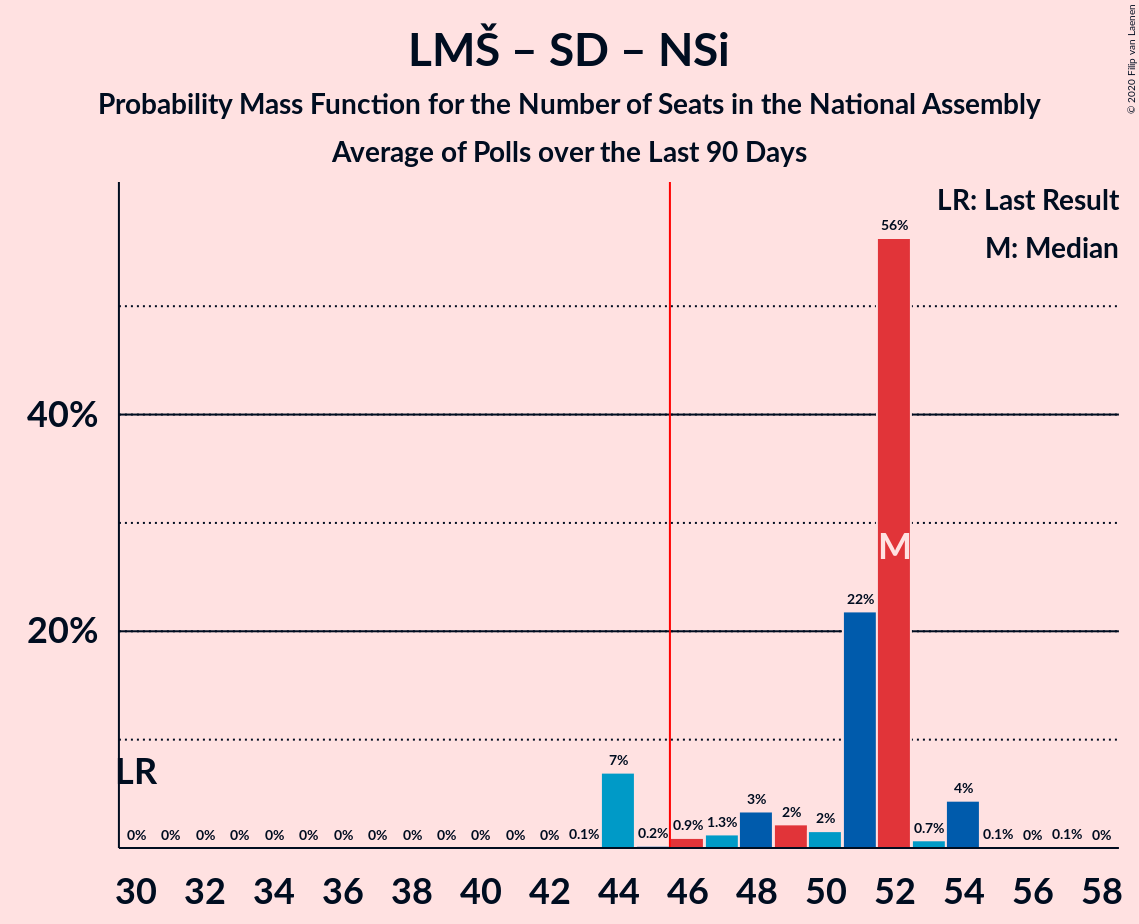 LMŠ – SD – NSi
Probability Mass Function for the Number of Seats in the National Assembly
Average of Polls over the Last 90 Days
© 2020 Filip van Laenen
LR: Last Result
M: Median
56%
40%
M
22%
20%
LR
7%
4%
3%
2%
2%
1.3%
0.9%
0.7%
0% 0% 0% 0% 0% 0% 0% 0% 0% 0% 0% 0% 0% 0.1% 0.2% 0.1% 0% 0.1% 0%
30 32 34 36 38 40 42 44 46 48 50 52 54 56 58